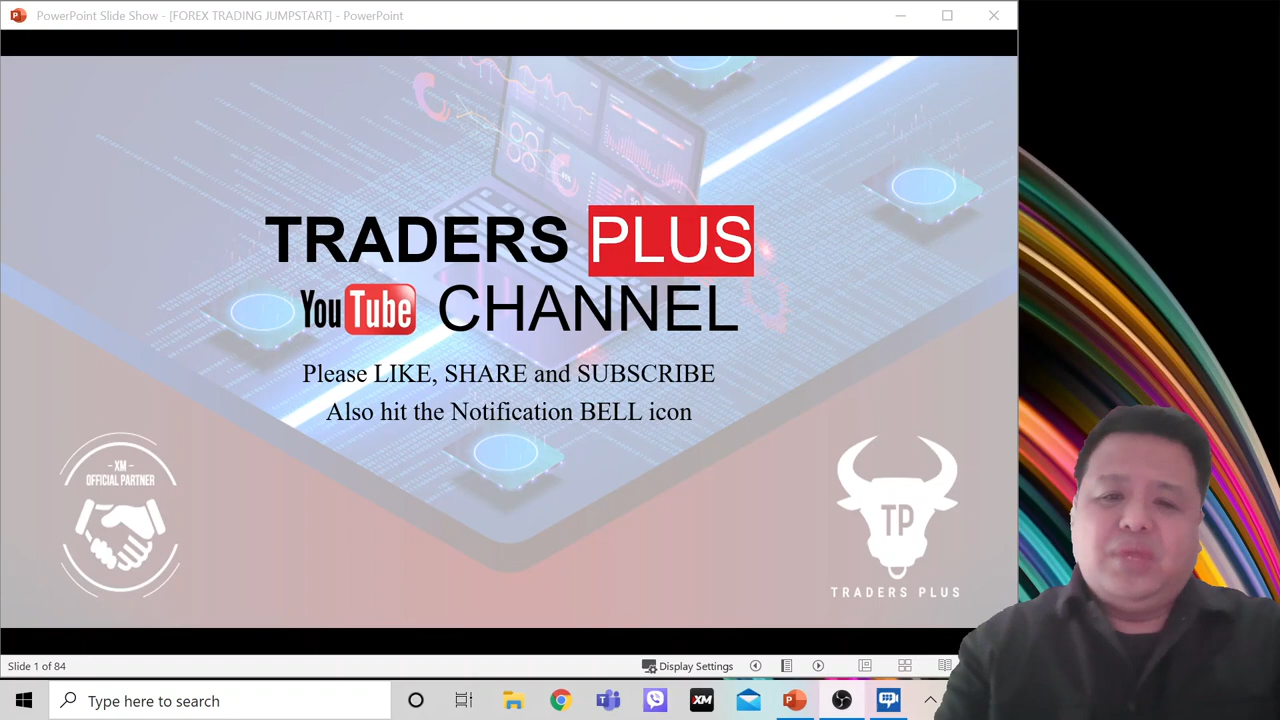 PowerPoint Slide Show - [FOREX TRADING JUMPSTART] - PowerPoint
TRADERS PLUS
YouTube CHANNEL
Please LIKE, SHARE and SUBSCRIBE
Also hit the Notification BELL icon
- XM -
OFFICIAL PARTNER
TP
TRADERS PLUS
Slide 1 of 84
Display Settings
Type here to search
XM